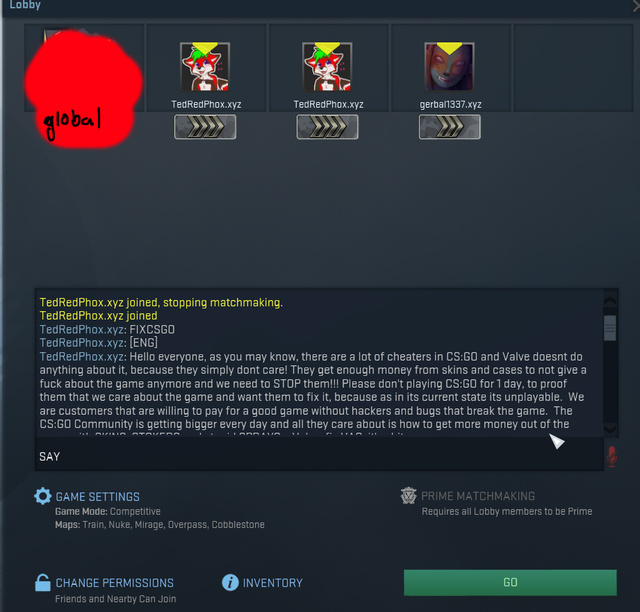 Lobby
global
TedRedPhox.xyz
TedRedPhox.xyz
gerbal1337.xyz
TedRedPhox.xyz joined, stopping matchmaking.
TedRedPhox.xyz joined
TedRedPhox.xyz: FIXCSGO
TedRedPhox.xyz: [ENG]
TedRedPhox.xyz: Hello everyone, as you may know, there are a lot of cheaters in CS:GO and Valve doesnt do
anything about it, because they simply dont care! They get enough money from skins and cases to not give a
fuck about the game anymore and we need to STOP them!!! Please don't playing CS:GO for 1 day, to proof
them that we care about the game and want them to fix it, because as in its current state its unplayable. We
are customers that are willing to pay for a good game without hackers and bugs that break the game. The
CS:GO Community is getting bigger every day and all they care about is how to get more money out of the
SAY
GAME SETTINGS
Game Mode: Competitive
Maps: Train, Nuke, Mirage, Overpass, Cobblestone
PRIME MATCHMAKING
Requires all Lobby members to be Prime
CHANGE PERMISSIONS
Friends and Nearby Can Join
INVENTORY
GO